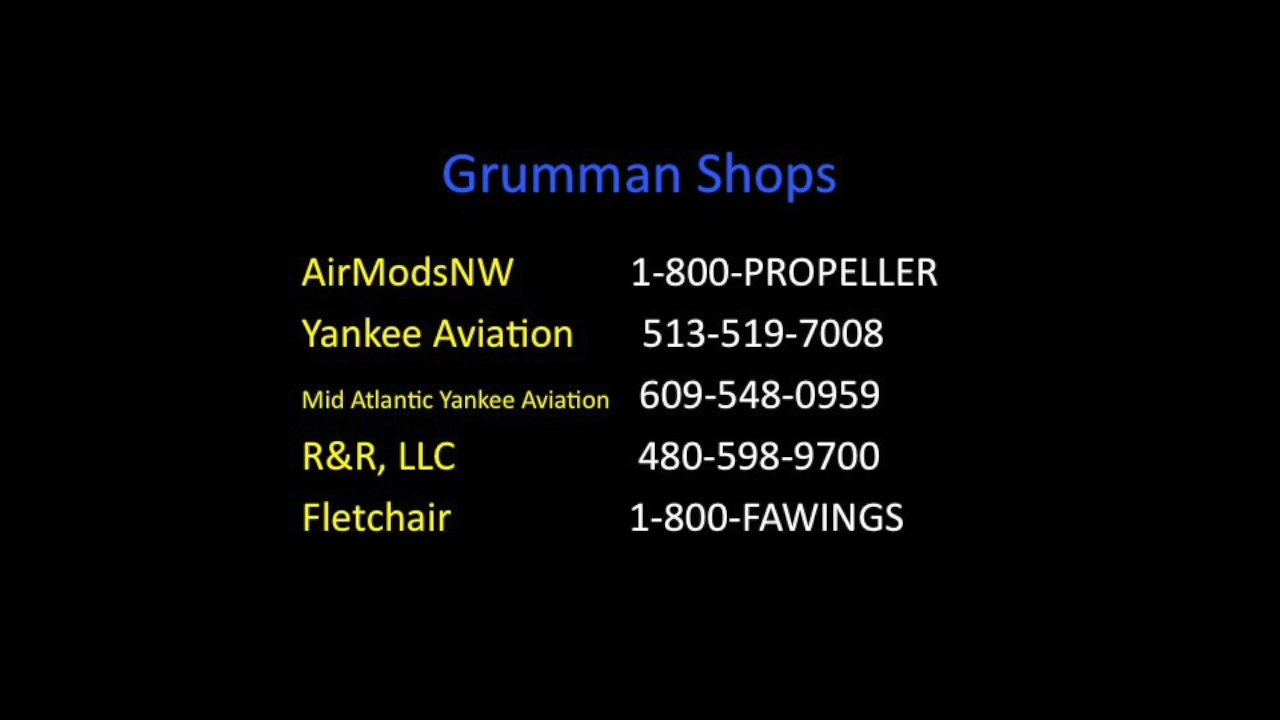 Grumman Shops
AirModsNW 1-800-PROPELLER
Yankee Aviation 513-519-7008
Mid Atlantic Yankee Aviation 609-548-0959
R&R, LLC 480-598-9700
Fletchair 1-800-FAWINGS